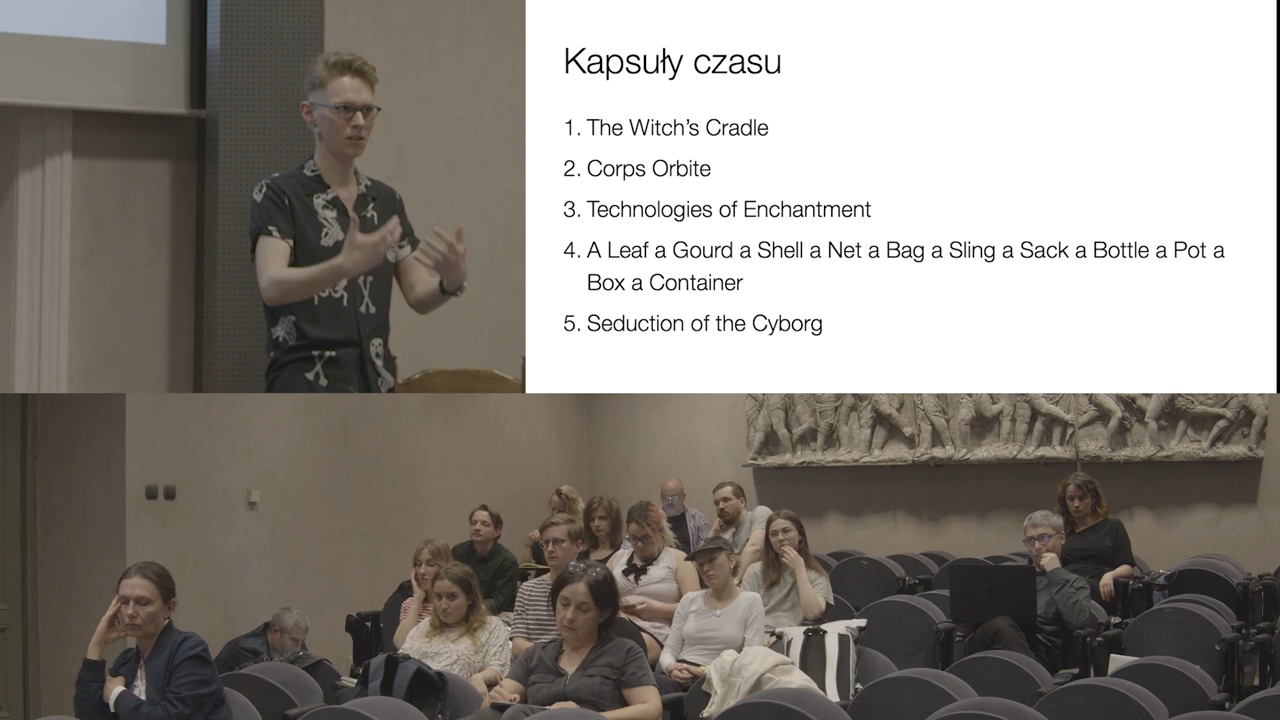 Kapsuły czasu
1. The Witch's Cradle
2. Corps Orbite
3. Technologies of Enchantment
4. A Leaf a Gourd a Shell a Net a Bag a Sling a Sack a Bottle a Pot a
Box a Container
5. Seduction of the Cyborg